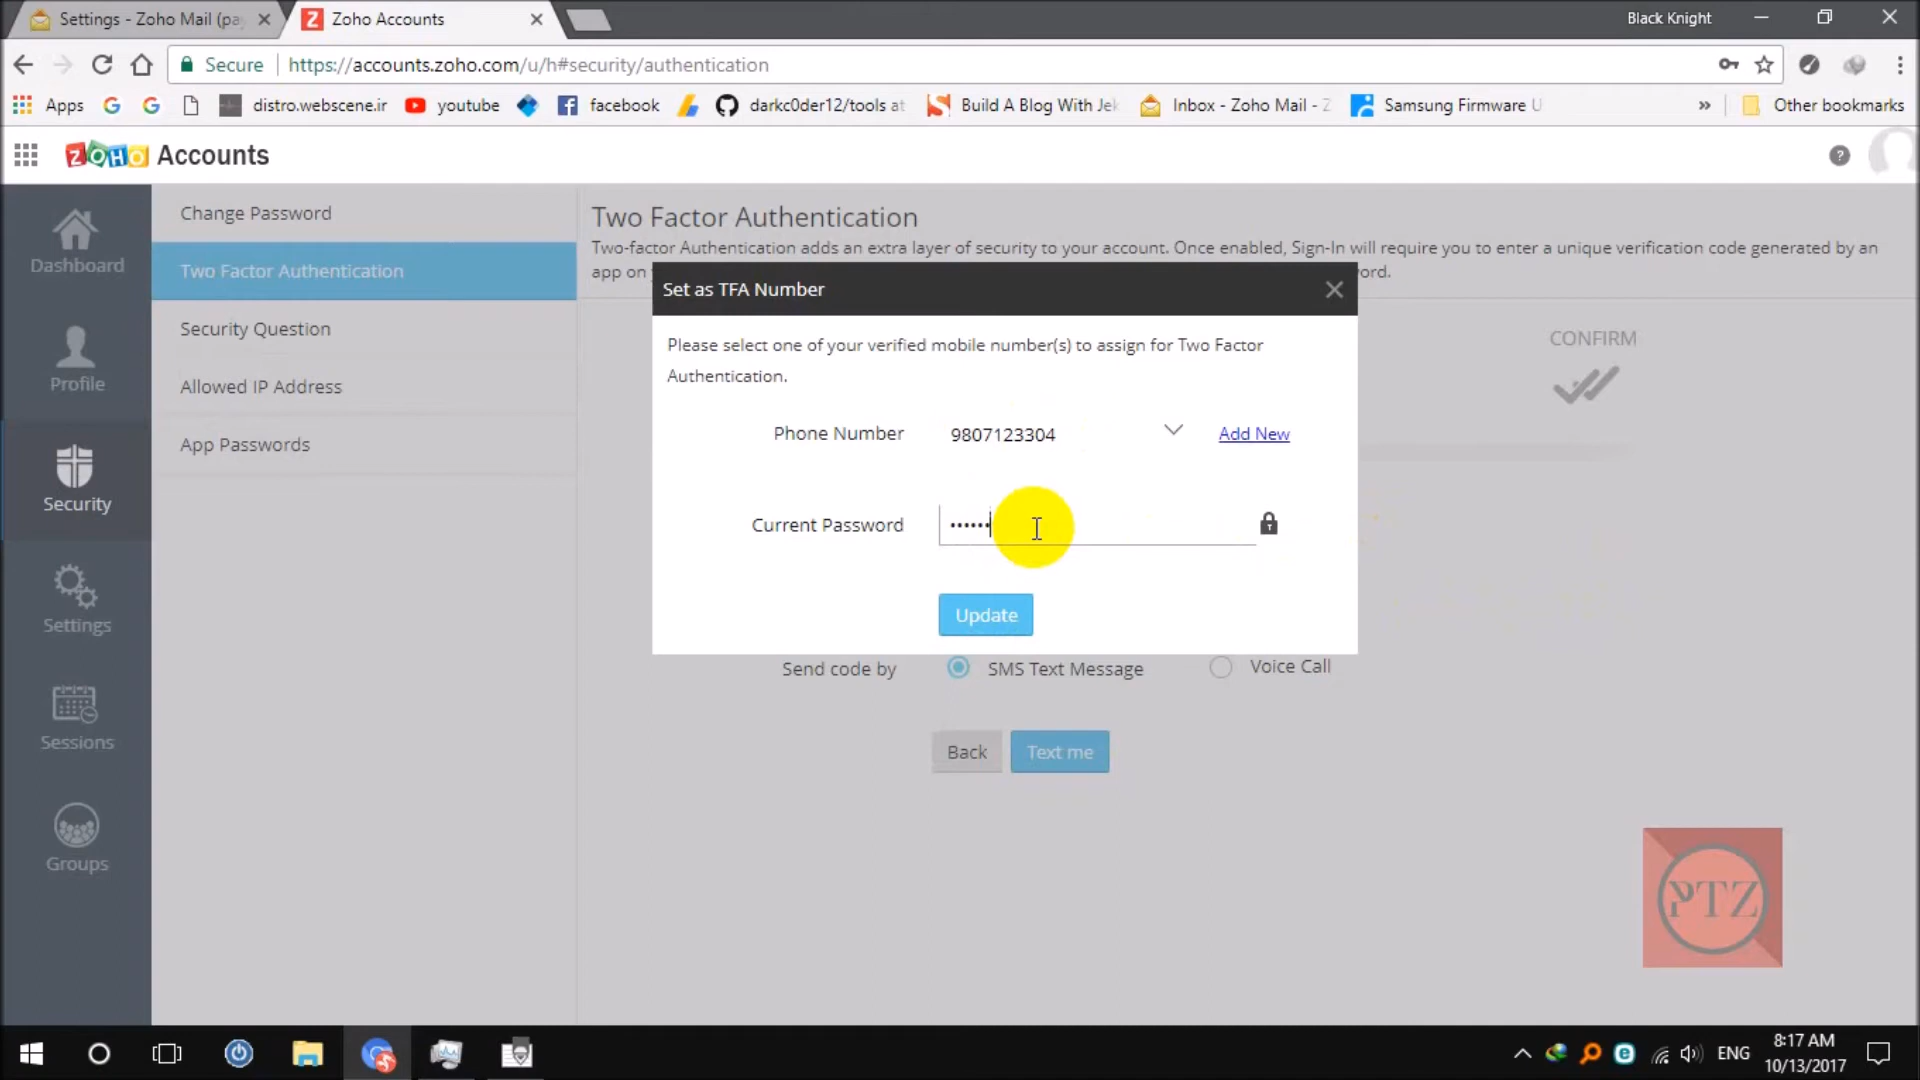 Settings - Zoho Mail (pa
Zoho Accounts
Black Knight
Secure
https://accounts.zoho.com/u/h#security/authentication
Apps
distro.webscene.ir
youtube
facebook
darkc0der12/tools at
Build A Blog With Jek
Inbox - Zoho Mail - Z
Samsung Firmware U
Other bookmarks
ZOHO Accounts
Dashboard
Profile
Security
Settings
Sessions
Groups
Change Password
Two Factor Authentication
Security Question
Allowed IP Address
App Passwords
Two Factor Authentication
Two-factor Authentication adds an extra layer of security to your account. Once enabled, Sign-In will require you to enter a unique verification code generated by an
app on
CONFIRM
Set as TFA Number
Please select one of your verified mobile number(s) to assign for Two Factor
Authentication.
Phone Number
9807123304
Add New
Current Password
••••••
Update
Send code by
SMS Text Message
Voice Call
Back
Text me
PTZ
ENG
8:17 AM
10/13/2017